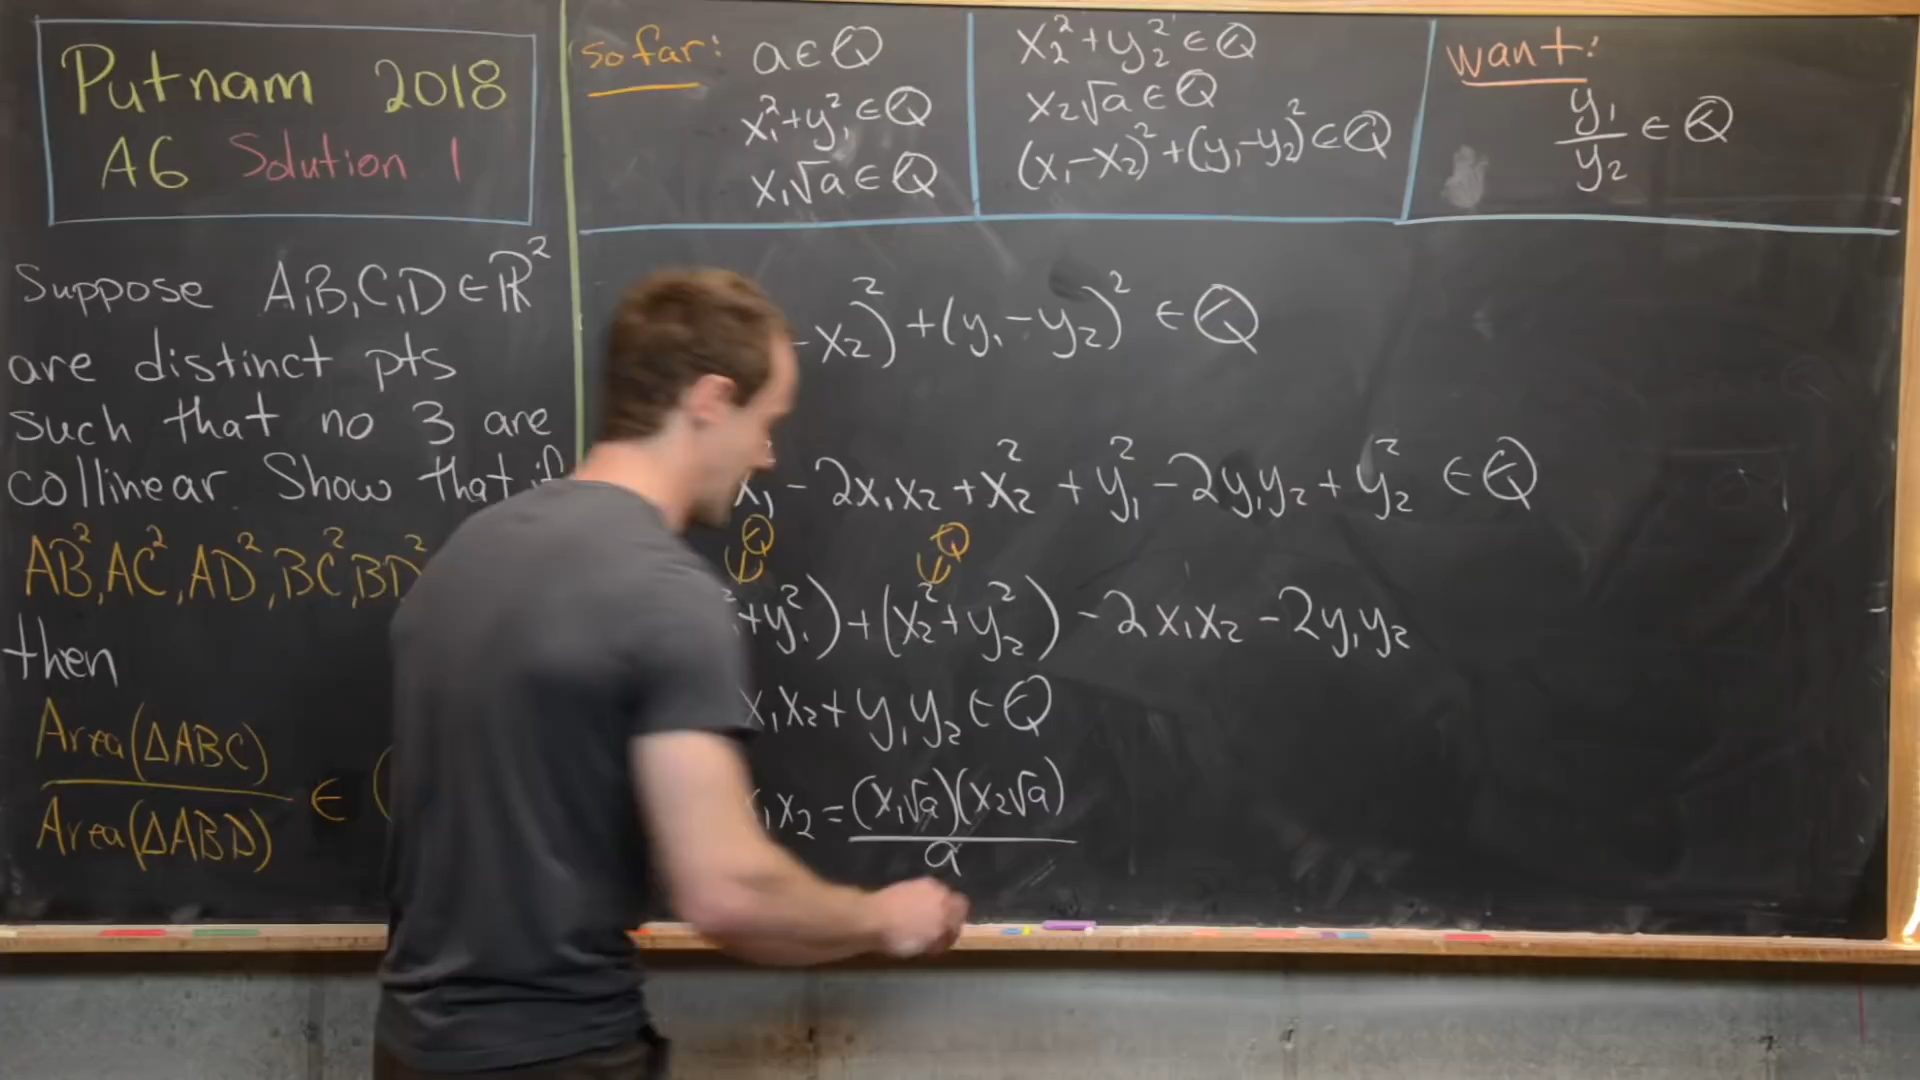 Putnam 2018
A6 Solution 1
Suppose A,B,C,D ∈ ℝ²
are distinct pts
such that no 3 are
collinear. Show that if
AB², AC², AD², BC², BD²
then
Area(ΔABC)
Area(ΔABD)
∈ (
so far: a ∈ ℚ
x₁² + y₁² ∈ ℚ
x₁√a ∈ ℚ
x₂² + y₂² ∈ ℚ
x₂√a ∈ ℚ
(x₁-x₂)² + (y₁-y₂)² ∈ ℚ
want:
y₁/y₂ ∈ ℚ
- x₂)² + (y₁ - y₂)² ∈ ℚ
x₁ - 2x₁x₂ + x₂² + y₁² - 2y₁y₂ + y₂² ∈ ℚ
ℚ ℚ
+ y₁²) + (x₂² + y₂²) - 2x₁x₂ - 2y₁y₂
x₁x₂ + y₁y₂ ∈ ℚ
₁x₂ = (x₁√a)(x₂√a)
a